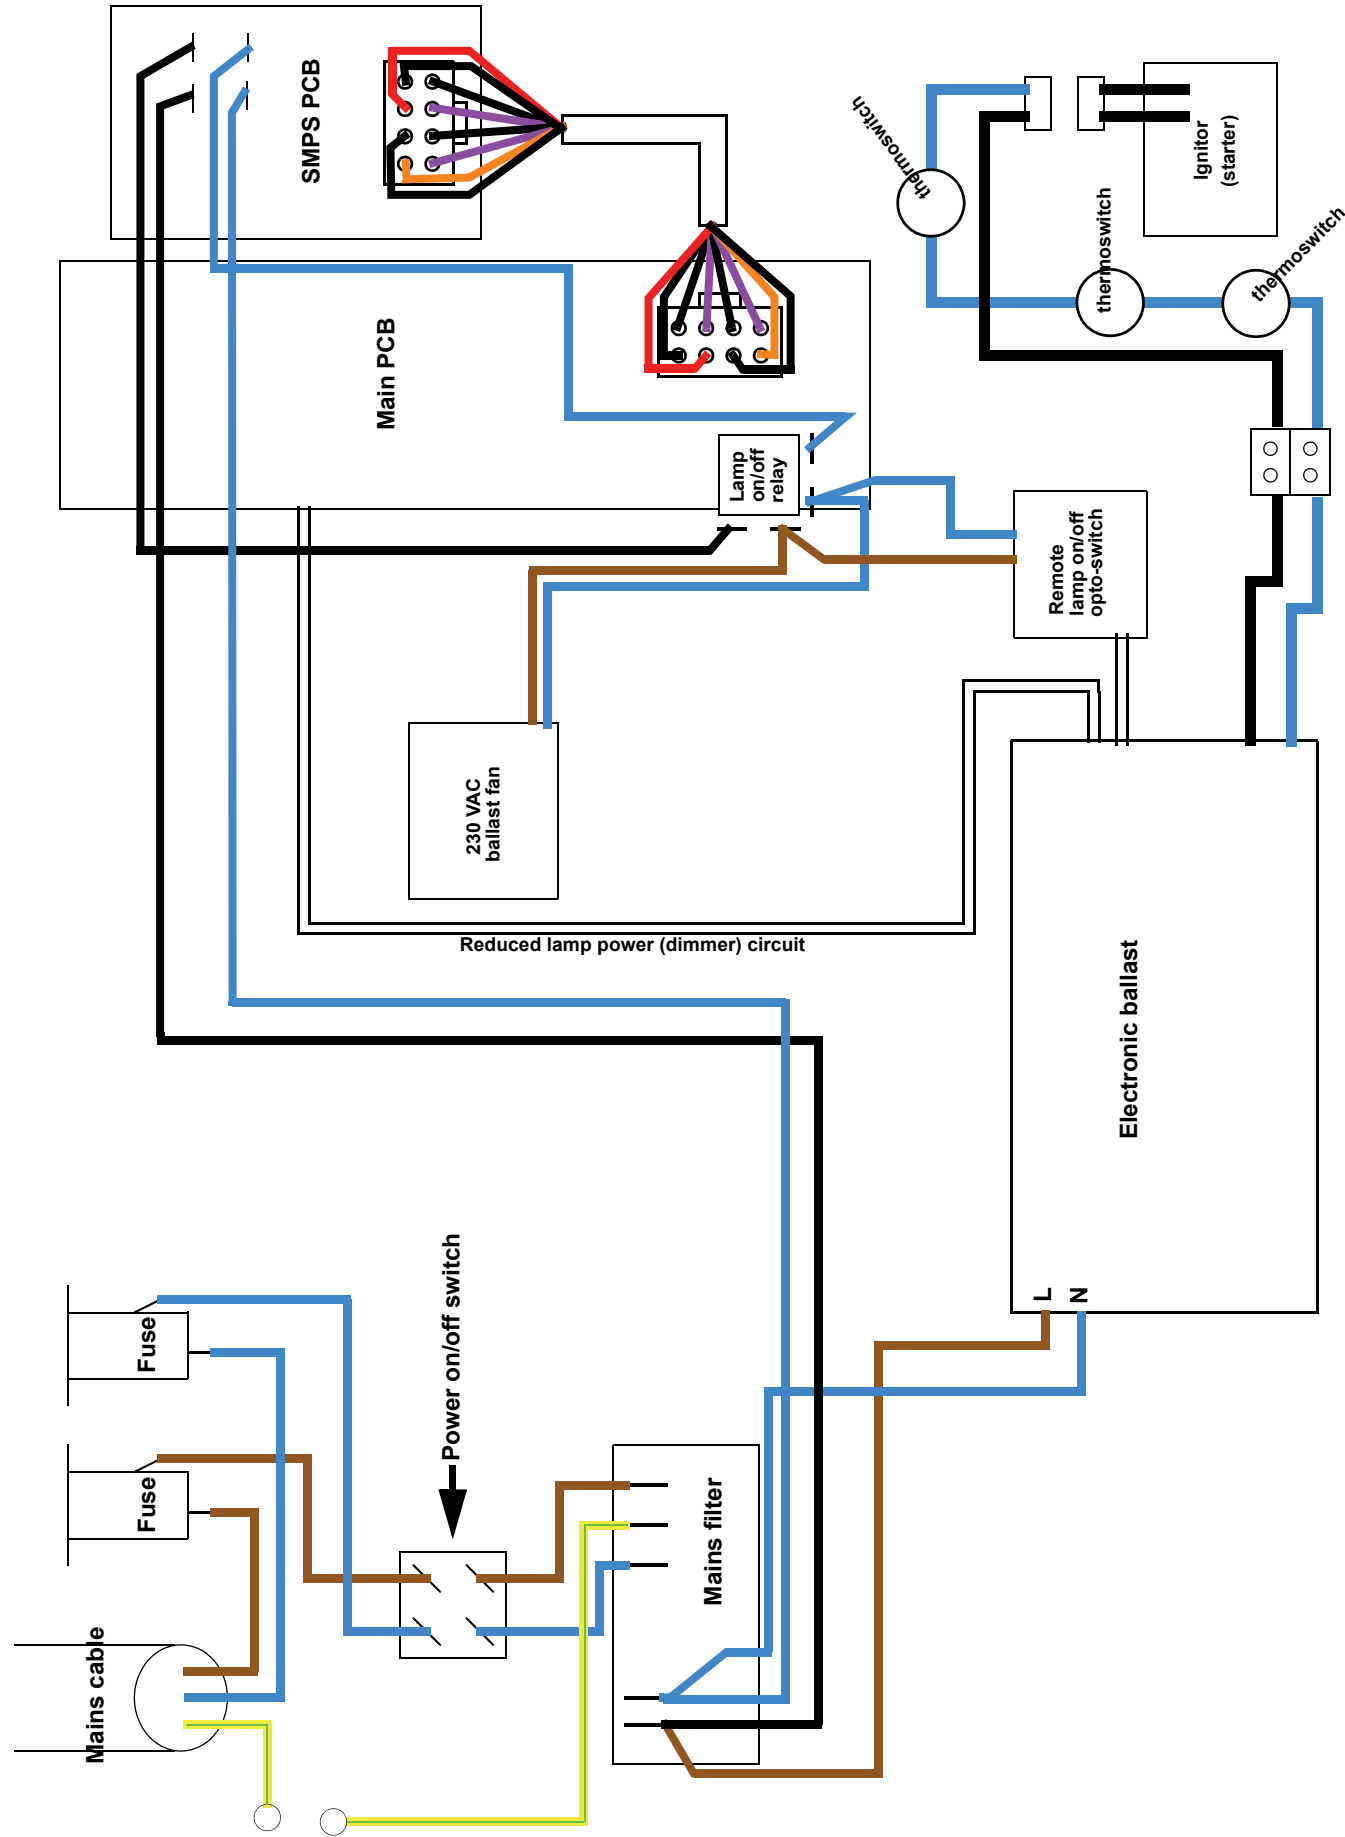 SMPS PCB
thermoswitch
Ignitor
(starter)
thermoswitch
thermoswitch
Main PCB
Lamp
on/off
relay
Remote
lamp on/off
opto-switch
230 VAC
ballast fan
Reduced lamp power (dimmer) circuit
Electronic ballast
L
N
Power on/off switch
Fuse
Fuse
Mains filter
Mains cable